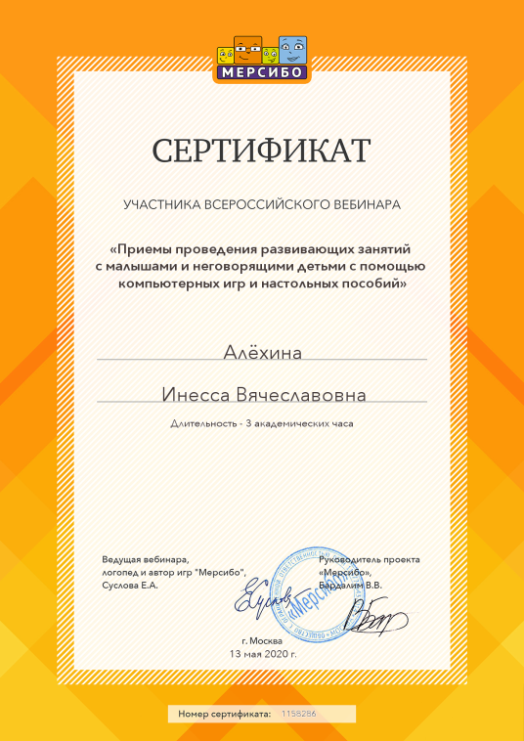 МЕРСИБО
СЕРТИФИКАТ
УЧАСТНИКА ВСЕРОССИЙСКОГО ВЕБИНАРА
«Приемы проведения развивающих занятий
с малышами и неговорящими детьми с помощью
компьютерных игр и настольных пособий»
Алёхина
Инесса Вячеславовна
Длительность - 3 академических часа
Ведущая вебинара,
логопед и автор игр "Мерсибо",
Суслова Е.А.
Руководитель проекта
«Мерсибо»,
Вардалим В.В.
«Мерсибо»
г. Москва
13 мая 2020 г.
Номер сертификата: 1158286